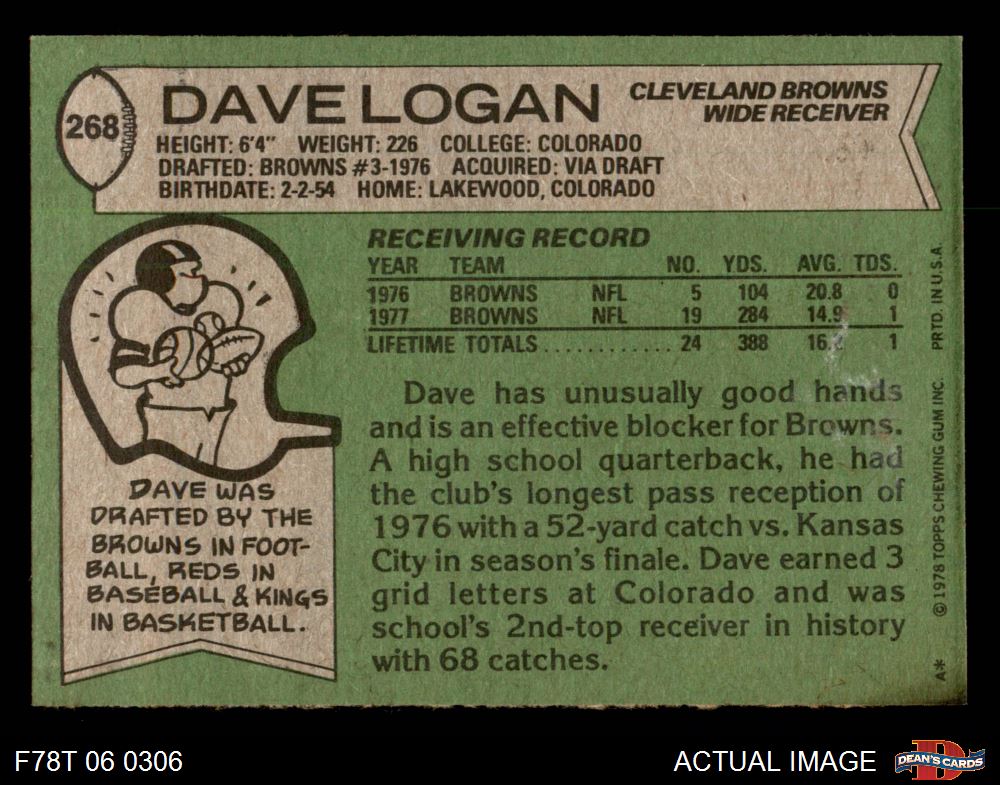 268
DAVE LOGAN
CLEVELAND BROWNS
WIDE RECEIVER
HEIGHT: 6'4" WEIGHT: 226 COLLEGE: COLORADO
DRAFTED: BROWNS #3-1976 ACQUIRED: VIA DRAFT
BIRTHDATE: 2-2-54 HOME: LAKEWOOD, COLORADO
RECEIVING RECORD
YEAR TEAM NO. YDS. AVG. TDS.
1976 BROWNS NFL 5 104 20.8 0
1977 BROWNS NFL 19 284 14.9 1
LIFETIME TOTALS............ 24 388 16.2 1
Dave has unusually good hands
and is an effective blocker for Browns.
A high school quarterback, he had
the club's longest pass reception of
1976 with a 52-yard catch vs. Kansas
City in season's finale. Dave earned 3
grid letters at Colorado and was
school's 2nd-top receiver in history
with 68 catches.
DAVE WAS
DRAFTED BY THE
BROWNS IN FOOT-
BALL, REDS IN
BASEBALL & KINGS
IN BASKETBALL.
A* © 1978 TOPPS CHEWING GUM INC. PRTD. IN U.S.A.
F78T 06 0306
ACTUAL IMAGE
DEAN'S CARDS